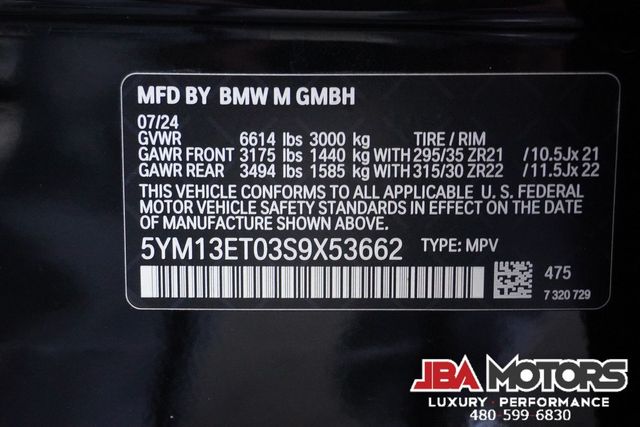 MFD BY BMW M GMBH
07/24
GVWR 6614 lbs 3000 kg TIRE / RIM
GAWR FRONT 3175 lbs 1440 kg WITH 295/35 ZR21 / 10.5Jx 21
GAWR REAR 3494 lbs 1585 kg WITH 315/30 ZR22 / 11.5Jx 22
THIS VEHICLE CONFORMS TO ALL APPLICABLE U. S. FEDERAL
MOTOR VEHICLE SAFETY STANDARDS IN EFFECT ON THE DATE
OF MANUFACTURE SHOWN ABOVE.
5YM13ET03S9X53662 TYPE: MPV
475
7 320 729
JBA MOTORS
LUXURY · PERFORMANCE
480 599 6830